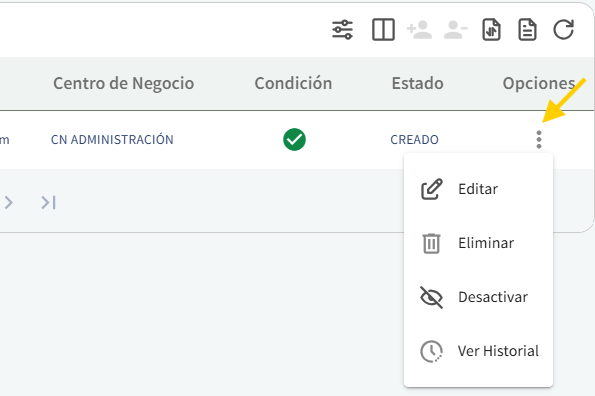 Centro de Negocio Condición Estado Opciones
m CN ADMINISTRACIÓN CREADO
Editar
Eliminar
Desactivar
Ver Historial